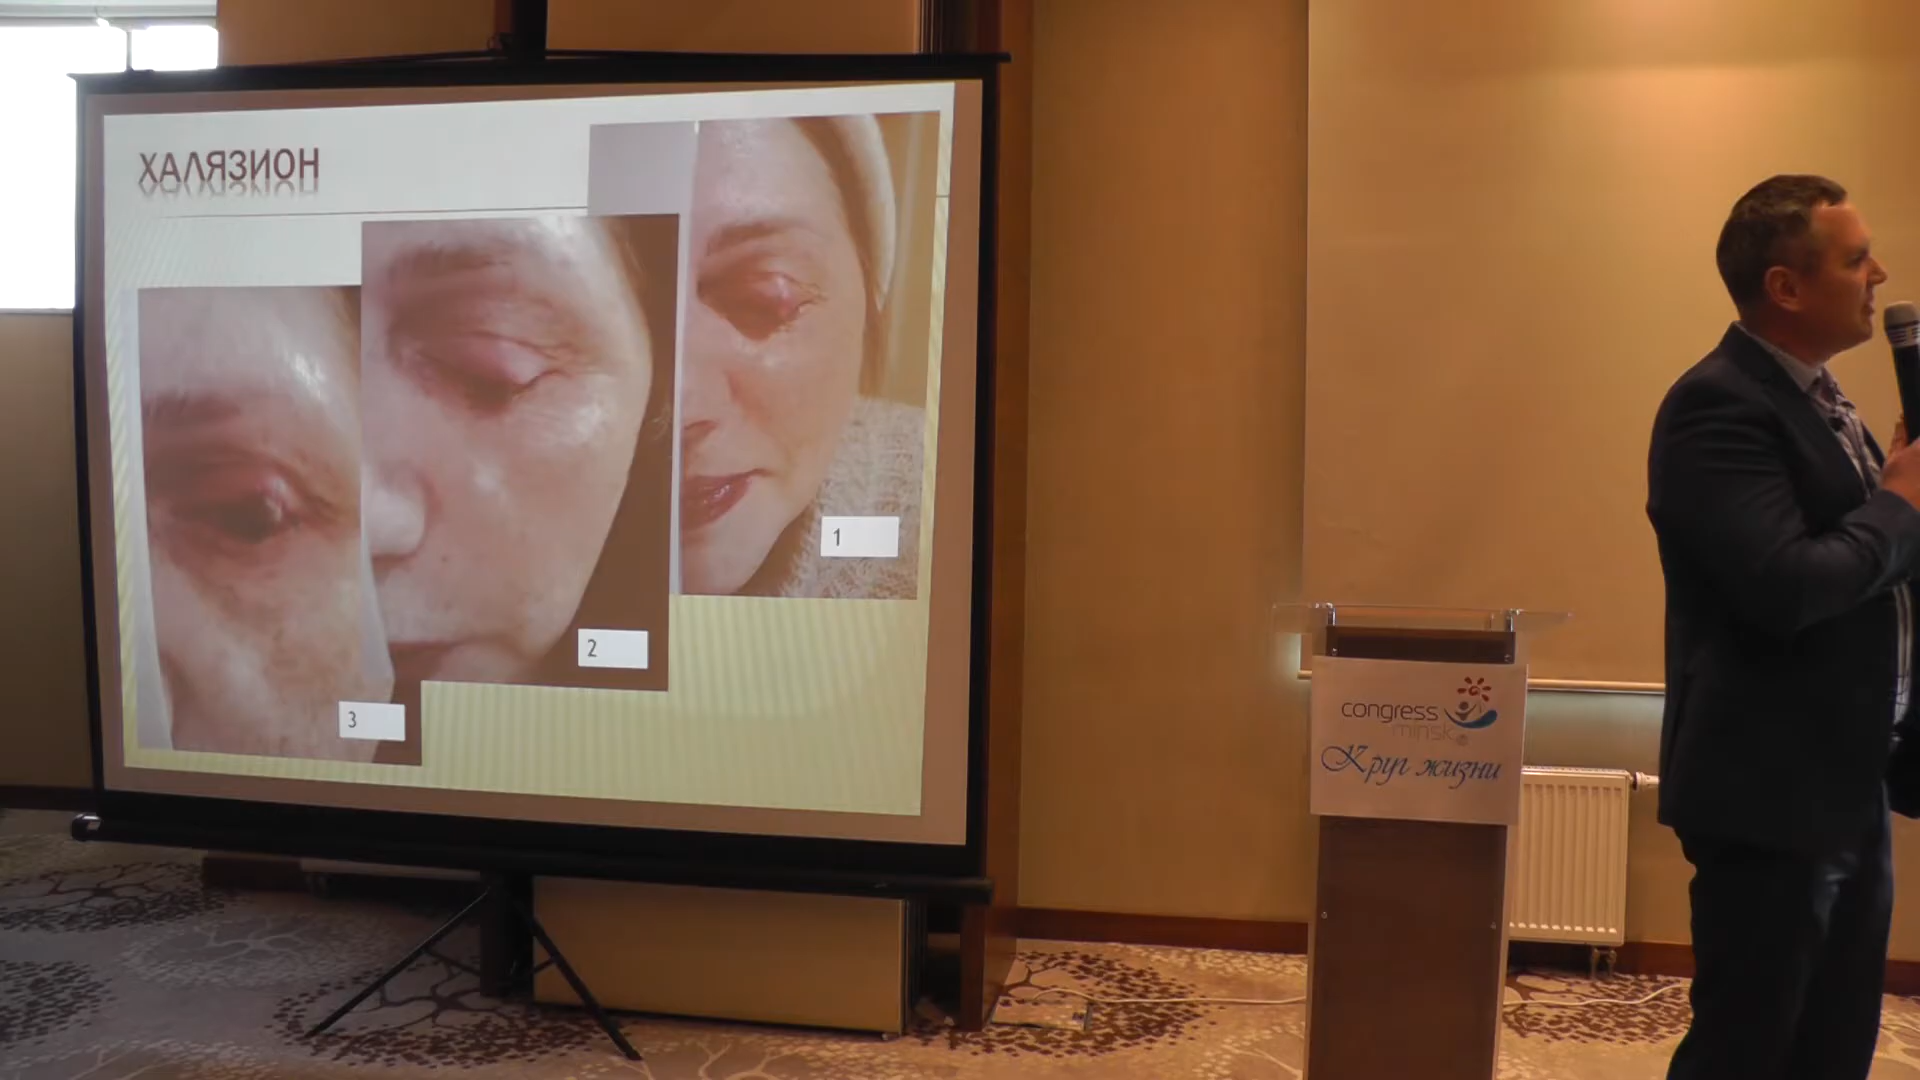 ХАЛЯЗИОН
1
2
3
congress
minsk
Круг жизни